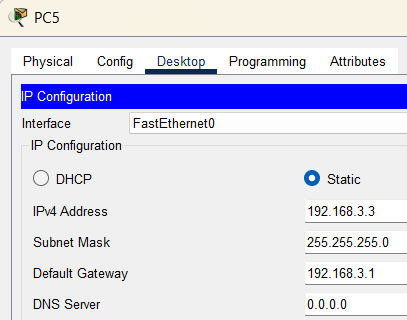 PC5
Physical Config Desktop Programming Attributes
IP Configuration
Interface FastEthernet0
IP Configuration
DHCP Static
IPv4 Address 192.168.3.3
Subnet Mask 255.255.255.0
Default Gateway 192.168.3.1
DNS Server 0.0.0.0